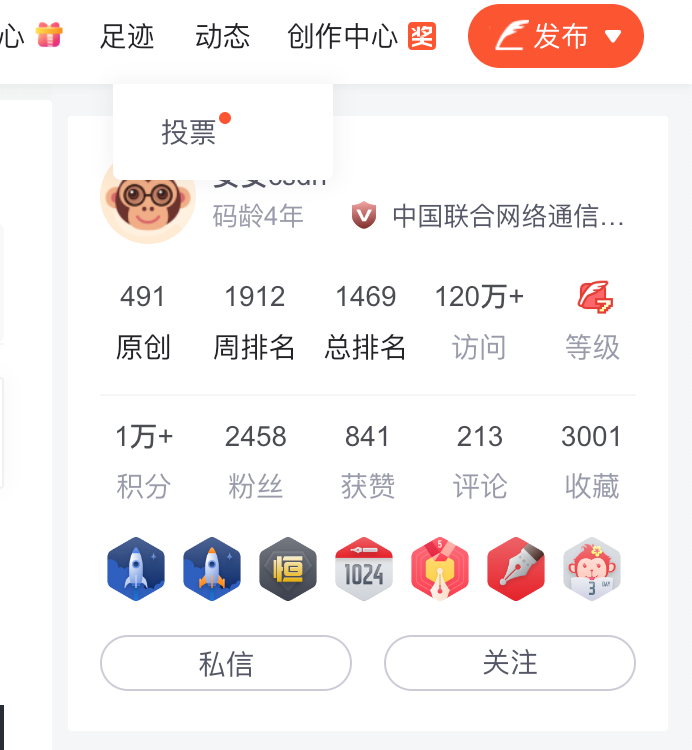 心 足迹 动态 创作中心 奖 发布
投票
码龄4年 中国联合网络通信…
491 1912 1469 120万+
原创 周排名 总排名 访问 等级
1万+ 2458 841 213 3001
积分 粉丝 获赞 评论 收藏
恒 1024 5 3 DAY
私信 关注